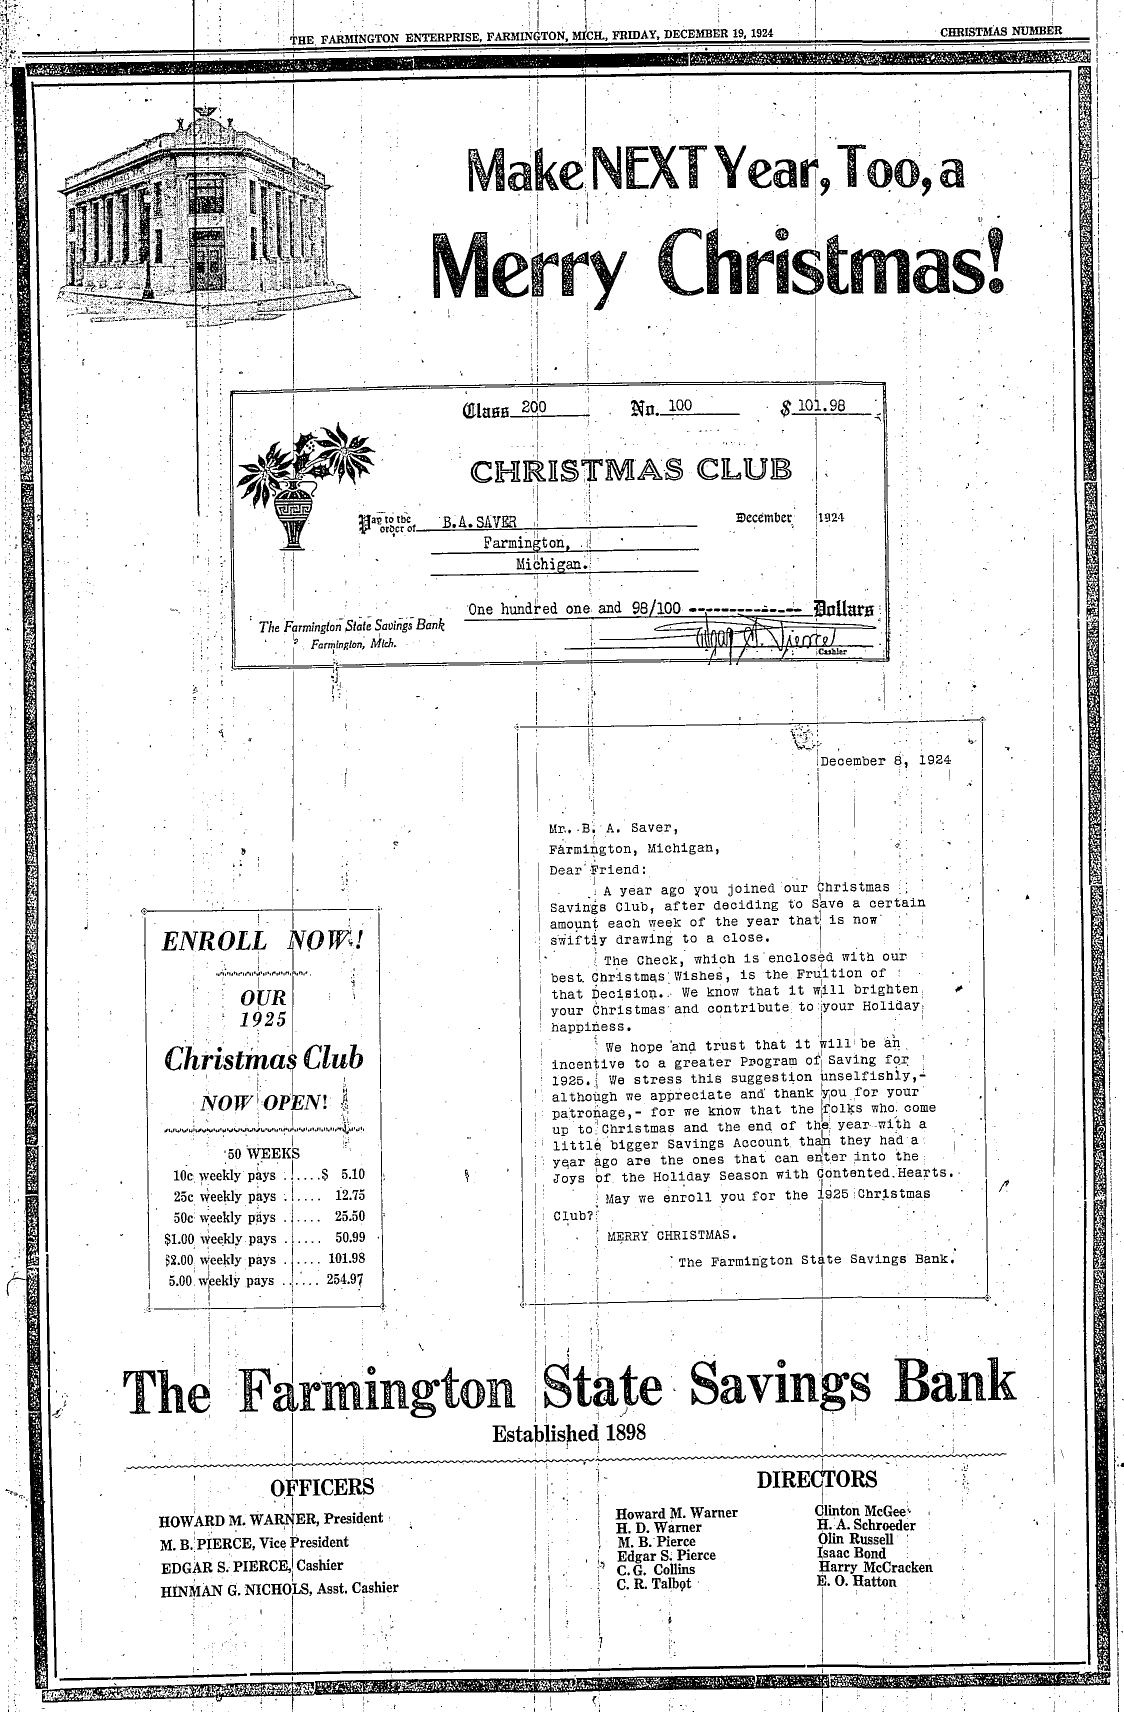 THE FARMINGTON ENTERPRISE, FARMINGTON, MICH., FRIDAY, DECEMBER 19, 1924
CHRISTMAS NUMBER
Make NEXT Year, Too, a
Merry Christmas!
Class 200 No. 100 $ 101.98
CHRISTMAS CLUB
Pay to the order of B.A. SAVER December 1924
Farmington,
Michigan.
One hundred one and 98/100 ------------- Dollars
The Farmington State Savings Bank
Farmington, Mich.
Edgar S. Pierce
Cashier
December 8, 1924
Mr. B. A. Saver,
Farmington, Michigan,
Dear Friend:
A year ago you joined our Christmas
Savings Club, after deciding to Save a certain
amount each week of the year that is now
swiftly drawing to a close.
The Check, which is enclosed with our
best Christmas Wishes, is the Fruition of
that Decision. We know that it will brighten
your Christmas and contribute to your Holiday
happiness.
We hope and trust that it will be an
incentive to a greater Program of Saving for
1925. We stress this suggestion unselfishly,-
although we appreciate and thank you for your
patronage,- for we know that the folks who come
up to Christmas and the end of the year with a
little bigger Savings Account than they had a
year ago are the ones that can enter into the
Joys of the Holiday Season with Contented Hearts.
May we enroll you for the 1925 Christmas
Club?
MERRY CHRISTMAS.
The Farmington State Savings Bank.
ENROLL NOW!
OUR
1925
Christmas Club
NOW OPEN!
50 WEEKS
10c weekly pays ......$ 5.10
25c weekly pays ...... 12.75
50c weekly pays ...... 25.50
$1.00 weekly pays ...... 50.99
$2.00 weekly pays ...... 101.98
5.00 weekly pays ...... 254.97
The Farmington State Savings Bank
Established 1898
OFFICERS
HOWARD M. WARNER, President
M. B. PIERCE, Vice President
EDGAR S. PIERCE, Cashier
HINMAN G. NICHOLS, Asst. Cashier
DIRECTORS
Howard M. Warner
H. D. Warner
M. B. Pierce
Edgar S. Pierce
C. G. Collins
C. R. Talbot
Clinton McGee
H. A. Schroeder
Olin Russell
Isaac Bond
Harry McCracken
E. O. Hatton